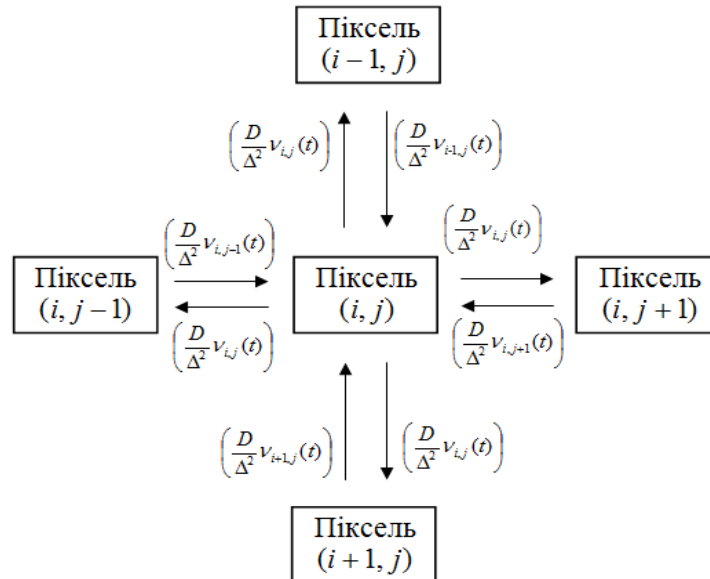 Піксель
(i – 1, j)
(D/Δ² ν_{i,j}(t)) (D/Δ² ν_{i-1,j}(t))
(D/Δ² ν_{i,j–1}(t)) (D/Δ² ν_{i,j}(t))
Піксель Піксель Піксель
(i, j – 1) (i, j) (i, j + 1)
(D/Δ² ν_{i,j}(t)) (D/Δ² ν_{i,j+1}(t))
(D/Δ² ν_{i+1,j}(t)) (D/Δ² ν_{i,j}(t))
Піксель
(i + 1, j)